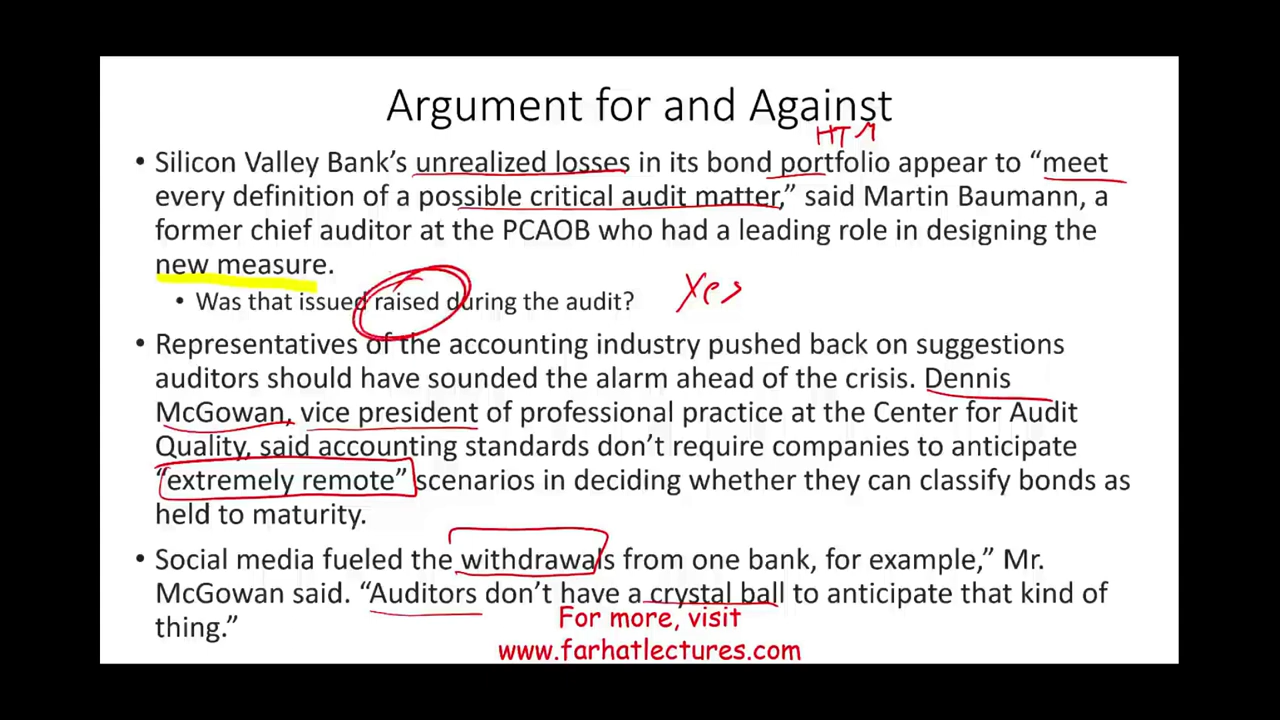 Argument for and Against
HTM
• Silicon Valley Bank’s unrealized losses in its bond portfolio appear to “meet
every definition of a possible critical audit matter,” said Martin Baumann, a
former chief auditor at the PCAOB who had a leading role in designing the
new measure.
• Was that issued raised during the audit? Yes
• Representatives of the accounting industry pushed back on suggestions
auditors should have sounded the alarm ahead of the crisis. Dennis
McGowan, vice president of professional practice at the Center for Audit
Quality, said accounting standards don’t require companies to anticipate
“extremely remote” scenarios in deciding whether they can classify bonds as
held to maturity.
• Social media fueled the withdrawals from one bank, for example,” Mr.
McGowan said. “Auditors don’t have a crystal ball to anticipate that kind of
thing.”
For more, visit
www.farhatlectures.com